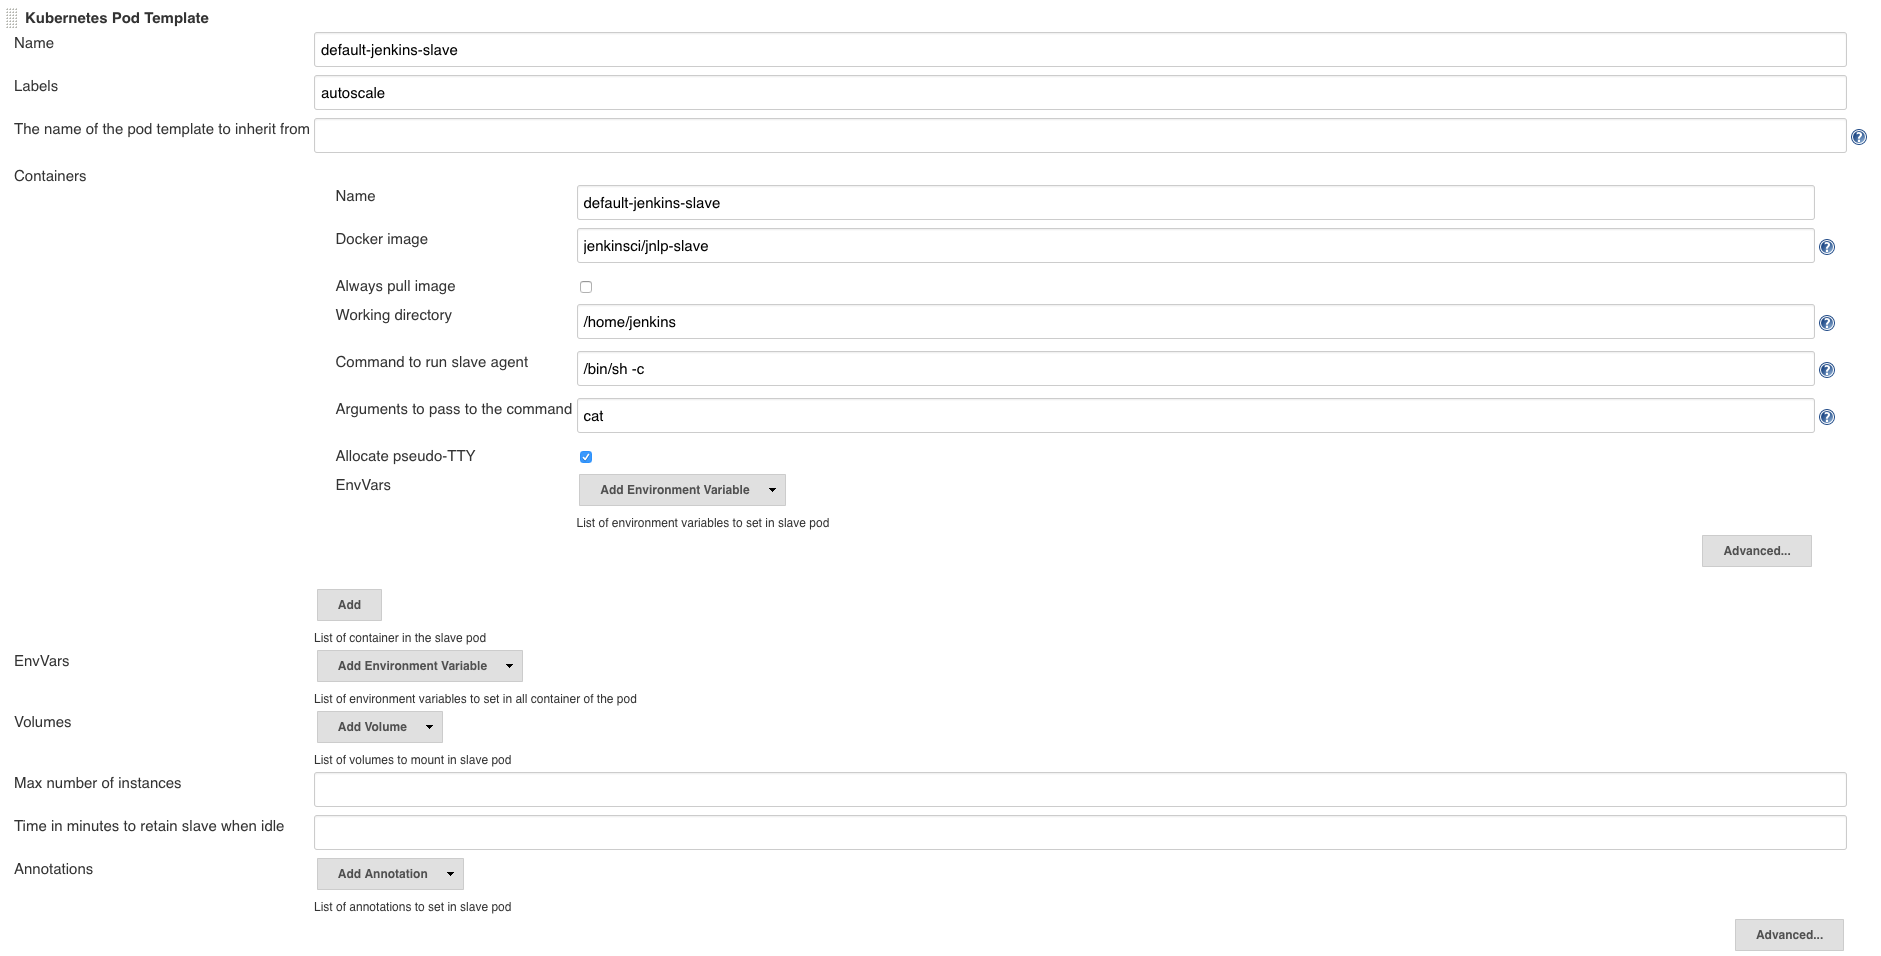 Kubernetes Pod Template
Name
default-jenkins-slave
Labels
autoscale
The name of the pod template to inherit from
Containers
Name
default-jenkins-slave
Docker image
jenkinsci/jnlp-slave
Always pull image
Working directory
/home/jenkins
Command to run slave agent
/bin/sh -c
Arguments to pass to the command
cat
Allocate pseudo-TTY
EnvVars
Add Environment Variable
List of environment variables to set in slave pod
Advanced...
Add
List of container in the slave pod
EnvVars
Add Environment Variable
List of environment variables to set in all container of the pod
Volumes
Add Volume
List of volumes to mount in slave pod
Max number of instances
Time in minutes to retain slave when idle
Annotations
Add Annotation
List of annotations to set in slave pod
Advanced...